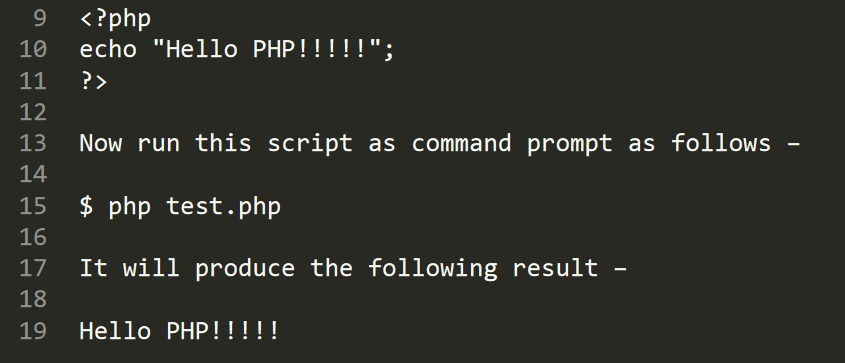 9 <?php
10 echo "Hello PHP!!!!!";
11 ?>
12
13 Now run this script as command prompt as follows −
14
15 $ php test.php
16
17 It will produce the following result −
18
19 Hello PHP!!!!!